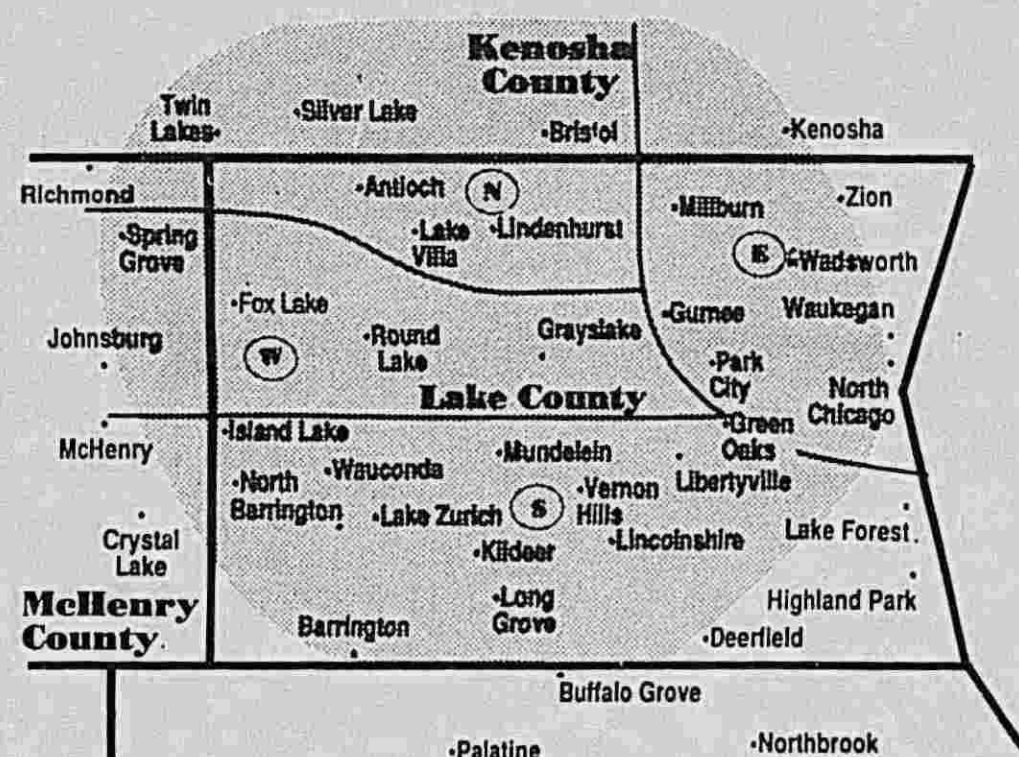 Kenosha
County
Twin
Lakes
Silver Lake
Bristol
Kenosha
Richmond
Antioch
N
Millburn
Zion
Spring
Grove
Lake
Villa
Lindenhurst
E
Wadsworth
Fox Lake
Gurnee
Waukegan
Johnsburg
W
Round
Lake
Grayslake
Park
City
North
Chicago
Lake County
McHenry
Island Lake
Green
Oaks
Mundelein
North
Barrington
Wauconda
Vernon
Hills
Libertyville
Lake Zurich
S
Crystal
Lake
Kildeer
Lincolnshire
Lake Forest
McHenry
County
Long
Grove
Highland Park
Barrington
Deerfield
Buffalo Grove
Palatine
Northbrook